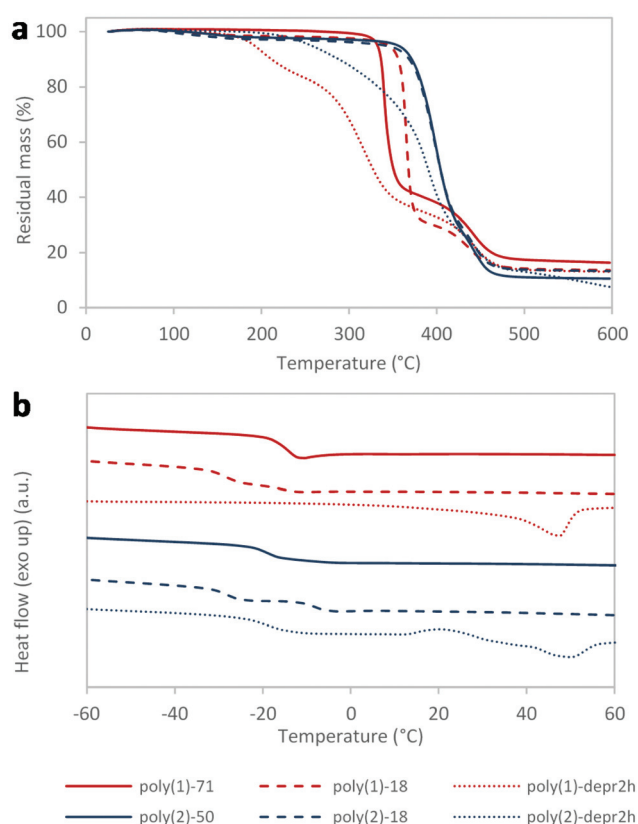 a
100
80
60
40
20
0
Residual mass (%)
0 100 200 300 400 500 600
Temperature (°C)
b
Heat flow (exo up) (a.u.)
-60 -40 -20 0 20 40 60
Temperature (°C)
poly(1)-71 poly(1)-18 poly(1)-depr2h
poly(2)-50 poly(2)-18 poly(2)-depr2h